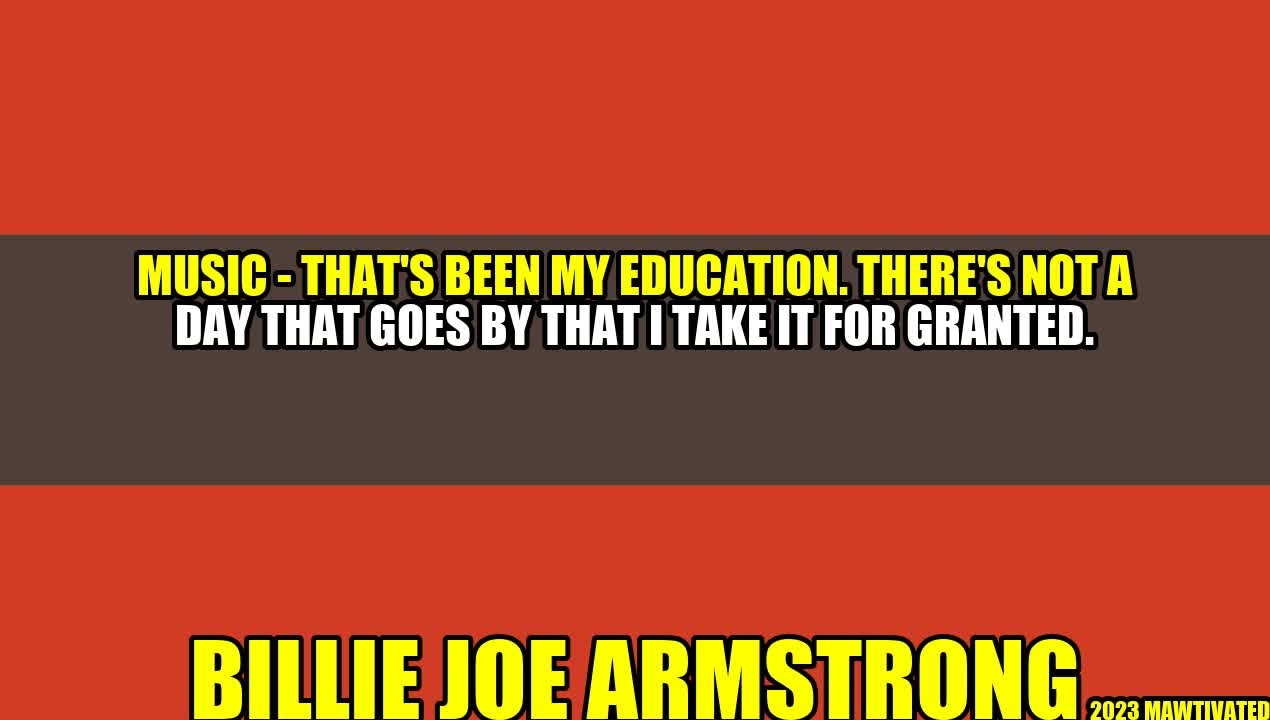 MUSIC - THAT'S BEEN MY EDUCATION. THERE'S NOT A
DAY THAT GOES BY THAT I TAKE IT FOR GRANTED.
BILLIE JOE ARMSTRONG
2023 MAWTIVATED